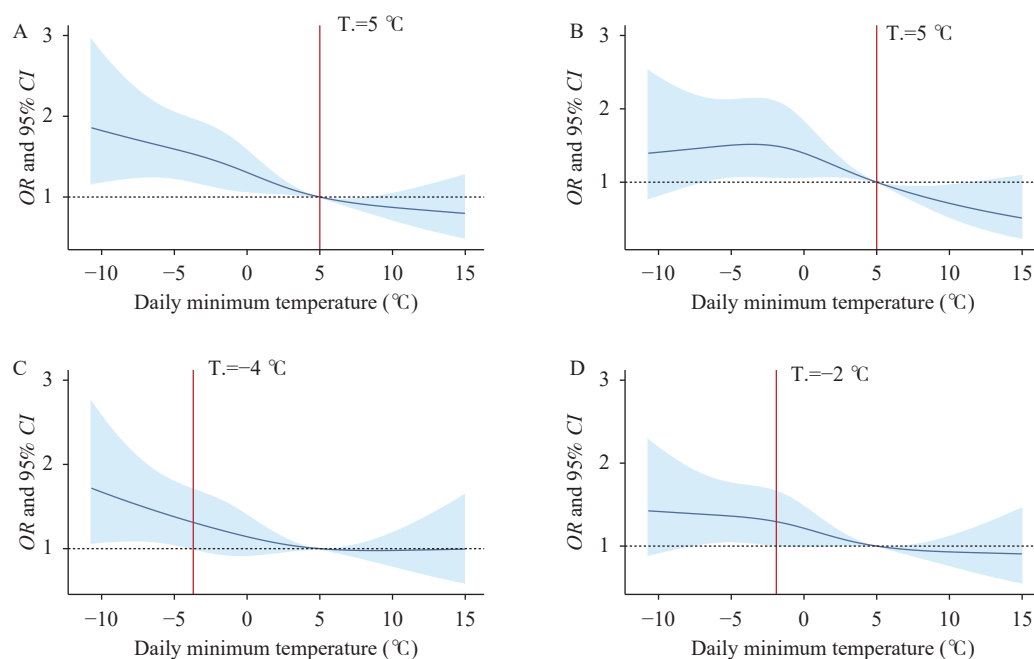 A
T.=5 ℃
3
2
1
OR and 95% CI
−10 −5 0 5 10 15
Daily minimum temperature (℃)
B
T.=5 ℃
3
2
1
OR and 95% CI
−10 −5 0 5 10 15
Daily minimum temperature (℃)
C
T.=−4 ℃
3
2
1
OR and 95% CI
−10 −5 0 5 10 15
Daily minimum temperature (℃)
D
T.=−2 ℃
3
2
1
OR and 95% CI
−10 −5 0 5 10 15
Daily minimum temperature (℃)